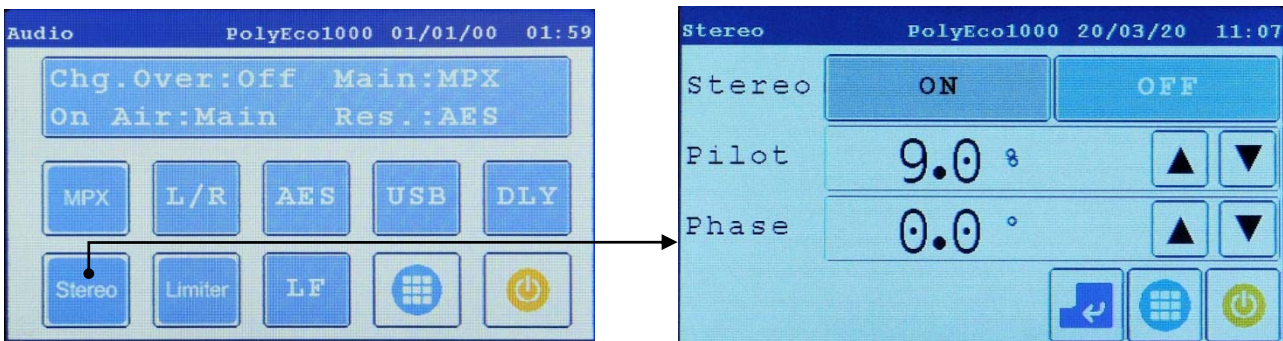 Audio PolyEco1000 01/01/00 01:59
Chg.Over:Off Main:MPX
On Air:Main Res.:AES
MPX L/R AES USB DLY
Stereo Limiter LF
Stereo PolyEco1000 20/03/20 11:07
Stereo ON OFF
Pilot 9.0 %
Phase 0.0 °